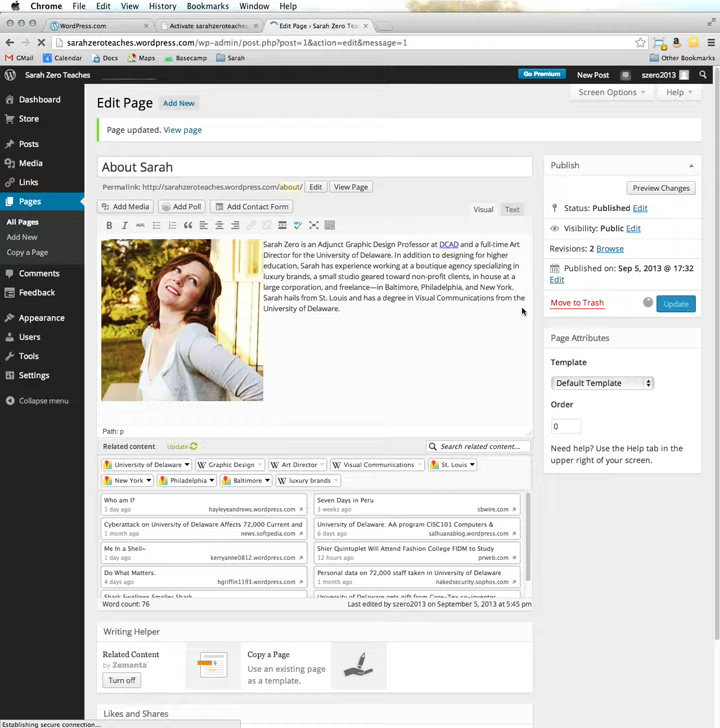 Chrome File Edit View History Bookmarks Window Help
WordPress.com × Activate sarahzeroteaches. × Edit Page ‹ Sarah Zero Tea ×
sarahzeroteaches.wordpress.com/wp-admin/post.php?post=1&action=edit&message=1
GMail Calendar Docs Maps Basecamp Sarah Other Bookmarks
Sarah Zero Teaches Go Premium New Post szero2013
Dashboard
Store
Posts
Media
Links
Pages
All Pages
Add New
Copy a Page
Comments
Feedback
Appearance
Users
Tools
Settings
Collapse menu
Screen Options Help
Edit Page Add New
Page updated. View page
About Sarah
Permalink: http://sarahzeroteaches.wordpress.com/about/ Edit View Page
Add Media Add Poll Add Contact Form Visual Text
B I ABC
Sarah Zero is an Adjunct Graphic Design Professor at DCAD and a full-time Art
Director for the University of Delaware. In addition to designing for higher
education, Sarah has experience working at a boutique agency specializing in
luxury brands, a small studio geared toward non-profit clients, in house at a
large corporation, and freelance—in Baltimore, Philadelphia, and New York.
Sarah hails from St. Louis and has a degree in Visual Communications from the
University of Delaware.
Path: p
Related content Update Search related content...
University of Delaware W Graphic Design W Art Director W Visual Communications St. Louis
New York Philadelphia Baltimore W luxury brands
Who am I?
1 day ago hayleyeandrews.wordpress.com
Seven Days in Peru
3 weeks ago sbwire.com
Cyberattack on University of Delaware Affects 72,000 Current and
1 month ago news.softpedia.com
University of Delaware: AA program CISC101 Computers &
6 days ago salhuanablog.wordpress.com
Me In a Shell~
1 day ago kerryanne0812.wordpress.com
Shier Quintuplet Will Attend Fashion College FIDM to Study
12 hours ago prweb.com
Do What Matters.
4 days ago hgriffin1193.wordpress.com
Personal data on 72,000 staff taken in University of Delaware
1 month ago nakedsecurity.sophos.com
Shark Swallows Smaller Shark
University of Delaware gets gift from Gore-Tex co-inventor
Word count: 76 Last edited by szero2013 on September 5, 2013 at 5:45 pm
Writing Helper
Related Content
by Zemanta
Turn off
Copy a Page
Use an existing page
as a template.
Likes and Shares
Publish
Preview Changes
Status: Published Edit
Visibility: Public Edit
Revisions: 2 Browse
Published on: Sep 5, 2013 @ 17:32
Edit
Move to Trash Update
Page Attributes
Template
Default Template
Order
0
Need help? Use the Help tab in the
upper right of your screen.
Establishing secure connection...